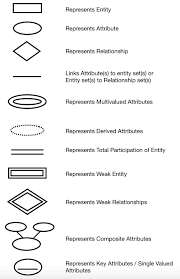 Represents Entity
Represents Attribute
Represents Relationship
Links Attribute(s) to entity set(s) or
Entity set(s) to Relationship set(s)
Represents Multivalued Attributes
Represents Derived Attributes
Represents Total Participation of Entity
Represents Weak Entity
Represents Weak Relationships
Represents Composite Attributes
Represents Key Attributes / Single Valued
Attributes